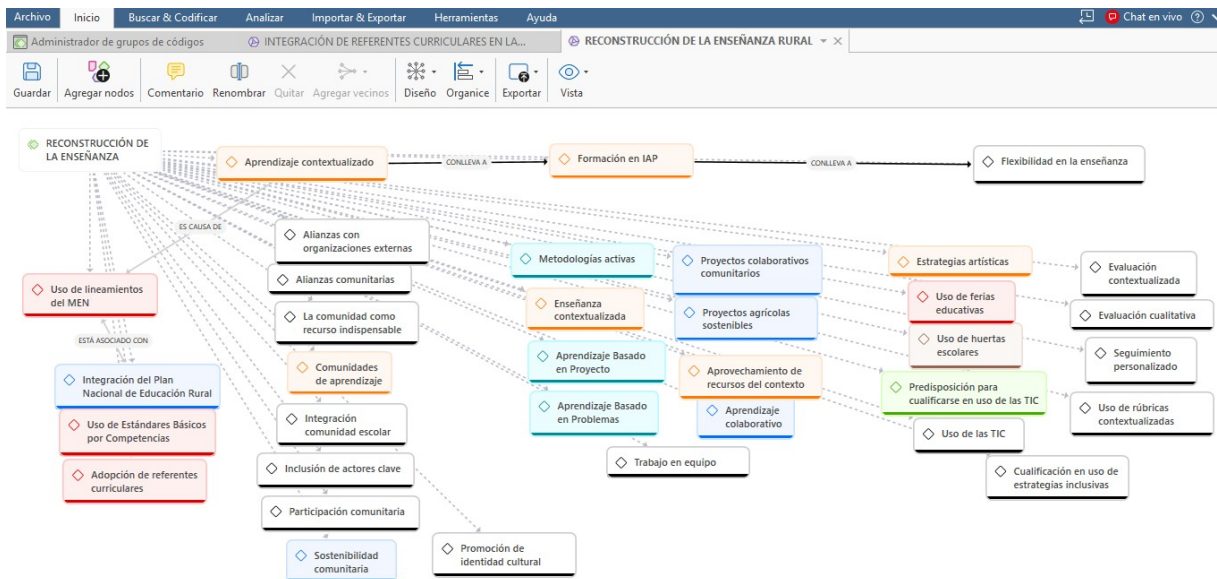 Archivo Inicio Buscar & Codificar Analizar Importar & Exportar Herramientas Ayuda Chat en vivo
Administrador de grupos de códigos INTEGRACIÓN DE REFERENTES CURRICULARES EN LA... RECONSTRUCCIÓN DE LA ENSEÑANZA RURAL
Guardar Agregar nodos Comentario Renombrar Quitar Agregar vecinos Diseño Organice Exportar Vista
RECONSTRUCCIÓN DE
LA ENSEÑANZA
Aprendizaje contextualizado
CONLLEVA A
Formación en IAP
CONLLEVA A
Flexibilidad en la enseñanza
ES CAUSA DE
Uso de lineamientos
del MEN
ESTÁ ASOCIADO CON
Integración del Plan
Nacional de Educación Rural
Uso de Estándares Básicos
por Competencias
Adopción de referentes
curriculares
Alianzas con
organizaciones externas
Alianzas comunitarias
La comunidad como
recurso indispensable
Comunidades
de aprendizaje
Integración
comunidad escolar
Inclusión de actores clave
Participación comunitaria
Sostenibilidad
comunitaria
Promoción de
identidad cultural
Metodologías activas
Enseñanza
contextualizada
Aprendizaje Basado
en Proyecto
Aprendizaje Basado
en Problemas
Trabajo en equipo
Proyectos colaborativos
comunitarios
Proyectos agrícolas
sostenibles
Aprovechamiento de
recursos del contexto
Aprendizaje
colaborativo
Estrategias artísticas
Uso de ferias
educativas
Uso de huertas
escolares
Predisposición para
cualificarse en uso de las TIC
Uso de las TIC
Cualificación en uso de
estrategias inclusivas
Evaluación
contextualizada
Evaluación cualitativa
Seguimiento
personalizado
Uso de rúbricas
contextualizadas